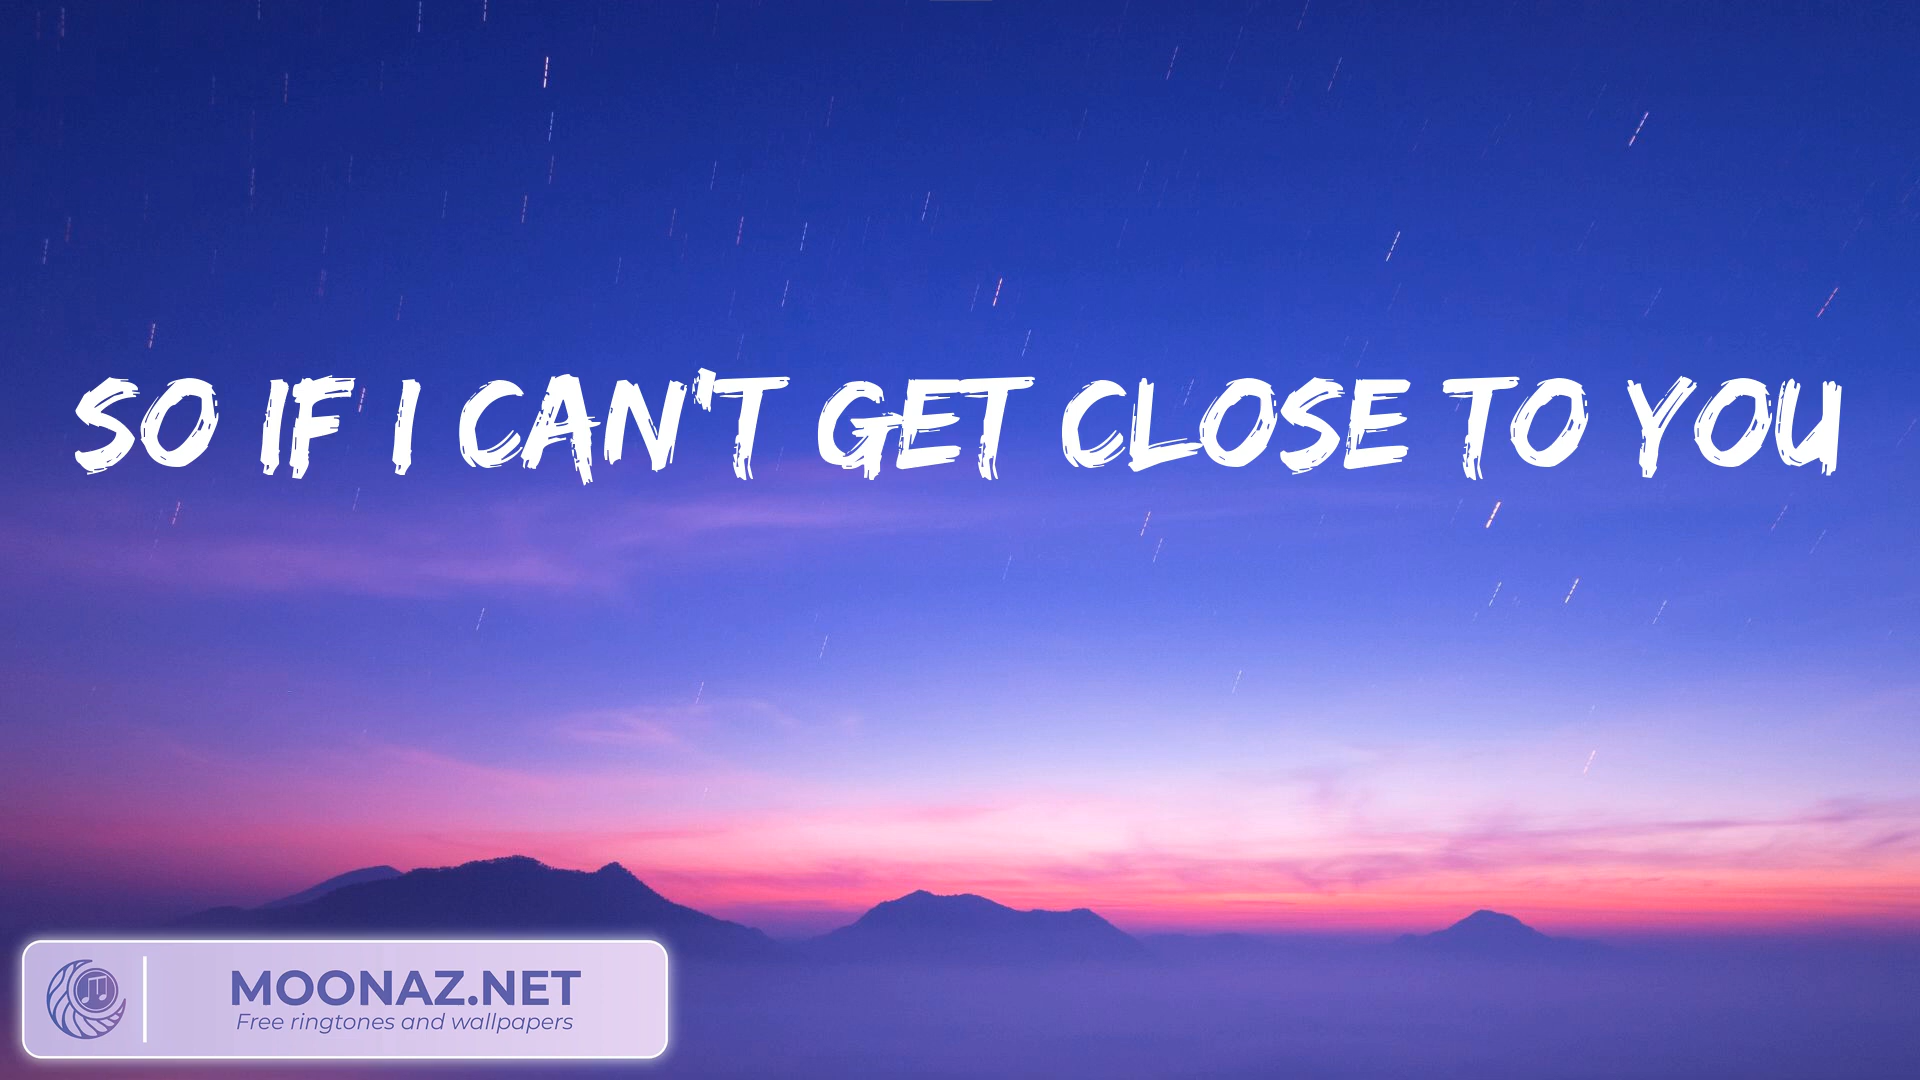 SO IF I CAN'T GET CLOSE TO YOU
MOONAZ.NET
Free ringtones and wallpapers